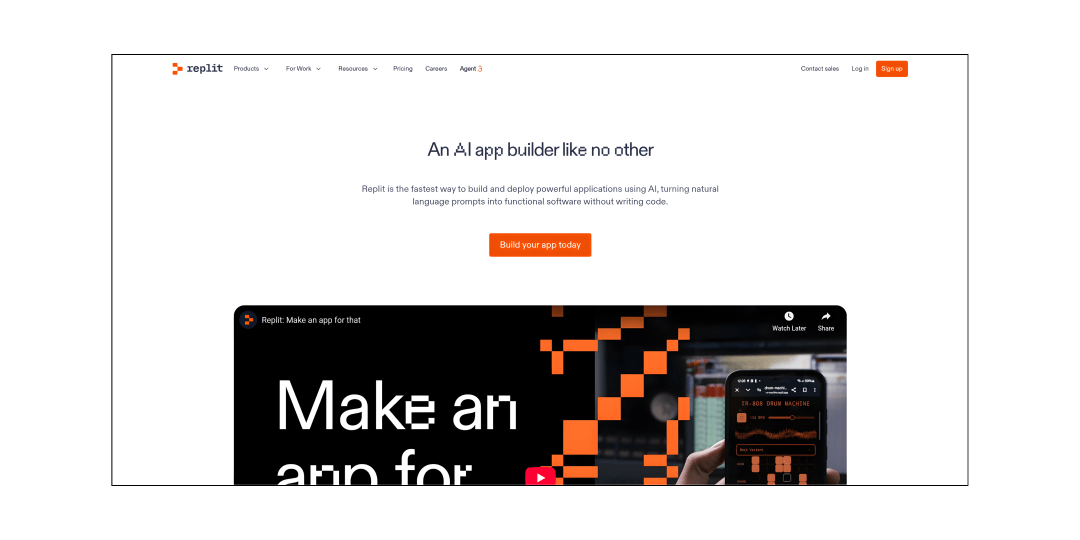 replit Products For Work Resources Pricing Careers Agent Contact sales Log in Sign up
An AI app builder like no other
Replit is the fastest way to build and deploy powerful applications using AI, turning natural
language prompts into functional software without writing code.
Build your app today
Replit: Make an app for that
Watch Later Share
Make an
app for
TR-808 DRUM MACHINE